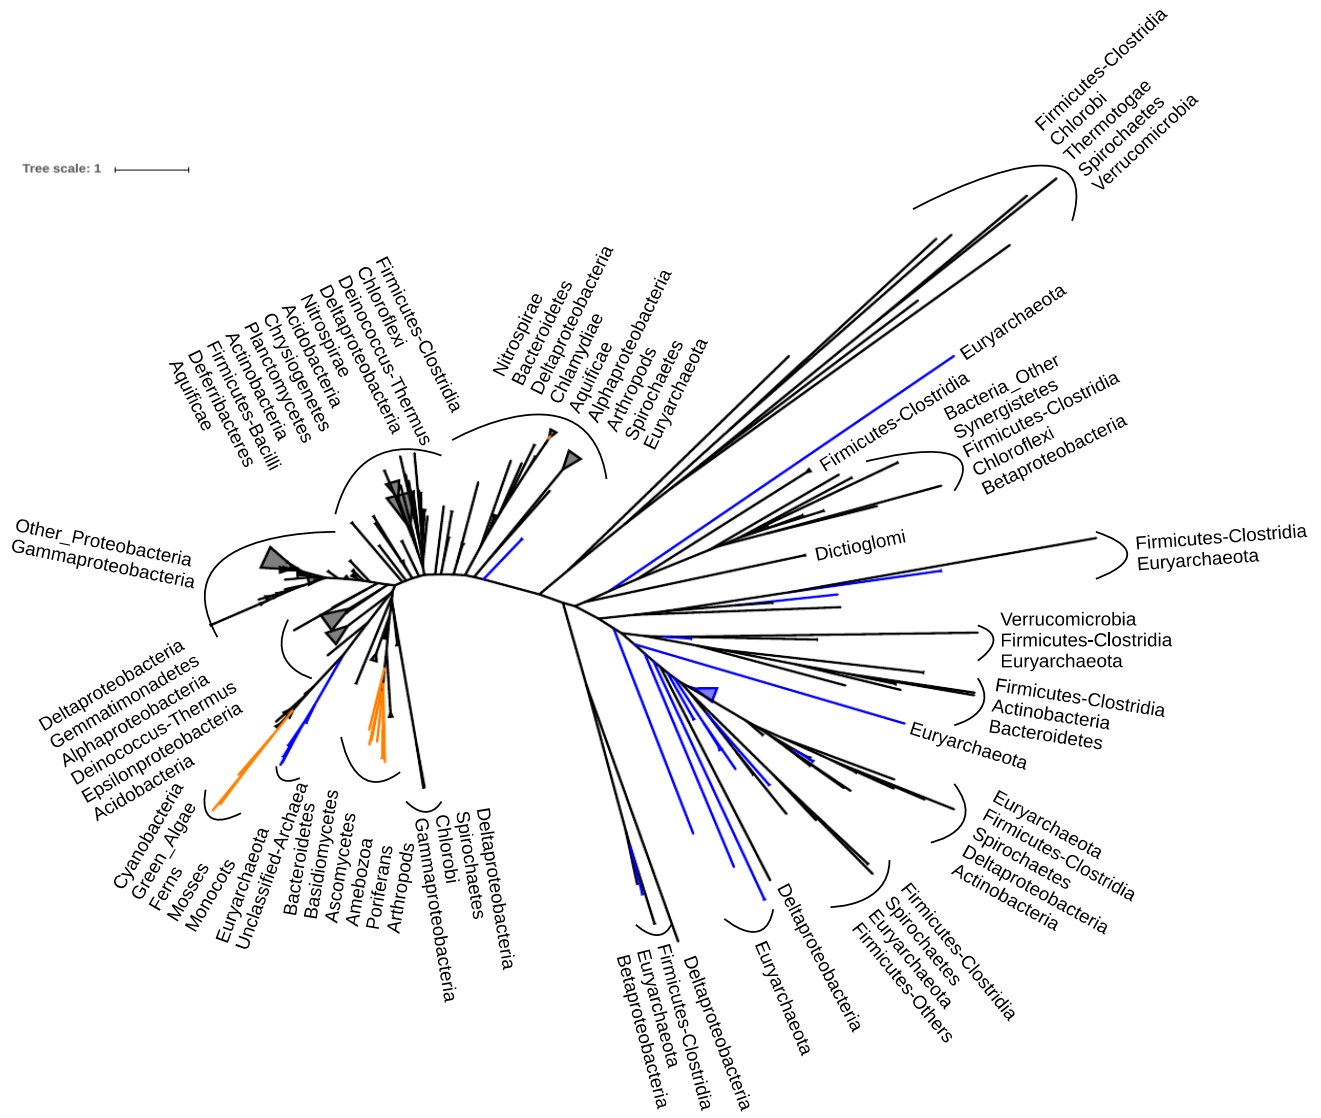 Firmicutes-Clostridia
Chlorobi
Thermotogae
Spirochaetes
Verrucomicrobia
Tree scale: 1
Firmicutes-Clostridia
Chloroflexi
Deinococcus-Thermus
Deltaproteobacteria
Nitrospirae
Acidobacteria
Chrysiogenetes
Planctomycetes
Actinobacteria
Firmicutes-Bacilli
Deferribacteres
Aquificae
Nitrospirae
Bacteroidetes
Deltaproteobacteria
Chlamydiae
Aquificae
Alphaproteobacteria
Arthropods
Spirochaetes
Euryarchaeota
Euryarchaeota
Firmicutes-Clostridia
Bacteria_Other
Synergistetes
Firmicutes-Clostridia
Chloroflexi
Betaproteobacteria
Dictioglomi
Firmicutes-Clostridia
Euryarchaeota
Verrucomicrobia
Firmicutes-Clostridia
Euryarchaeota
Firmicutes-Clostridia
Actinobacteria
Bacteroidetes
Euryarchaeota
Euryarchaeota
Firmicutes-Clostridia
Spirochaetes
Deltaproteobacteria
Actinobacteria
Firmicutes-Clostridia
Spirochaetes
Euryarchaeota
Firmicutes-Others
Deltaproteobacteria
Euryarchaeota
Deltaproteobacteria
Firmicutes-Clostridia
Euryarchaeota
Betaproteobacteria
Deltaproteobacteria
Spirochaetes
Chlorobi
Gammaproteobacteria
Arthropods
Poriferans
Amebozoa
Ascomycetes
Basidiomycetes
Bacteroidetes
Unclassified-Archaea
Euryarchaeota
Monocots
Mosses
Ferns
Green_Algae
Cyanobacteria
Acidobacteria
Epsilonproteobacteria
Deinococcus-Thermus
Alphaproteobacteria
Gemmatimonadetes
Deltaproteobacteria
Other_Proteobacteria
Gammaproteobacteria